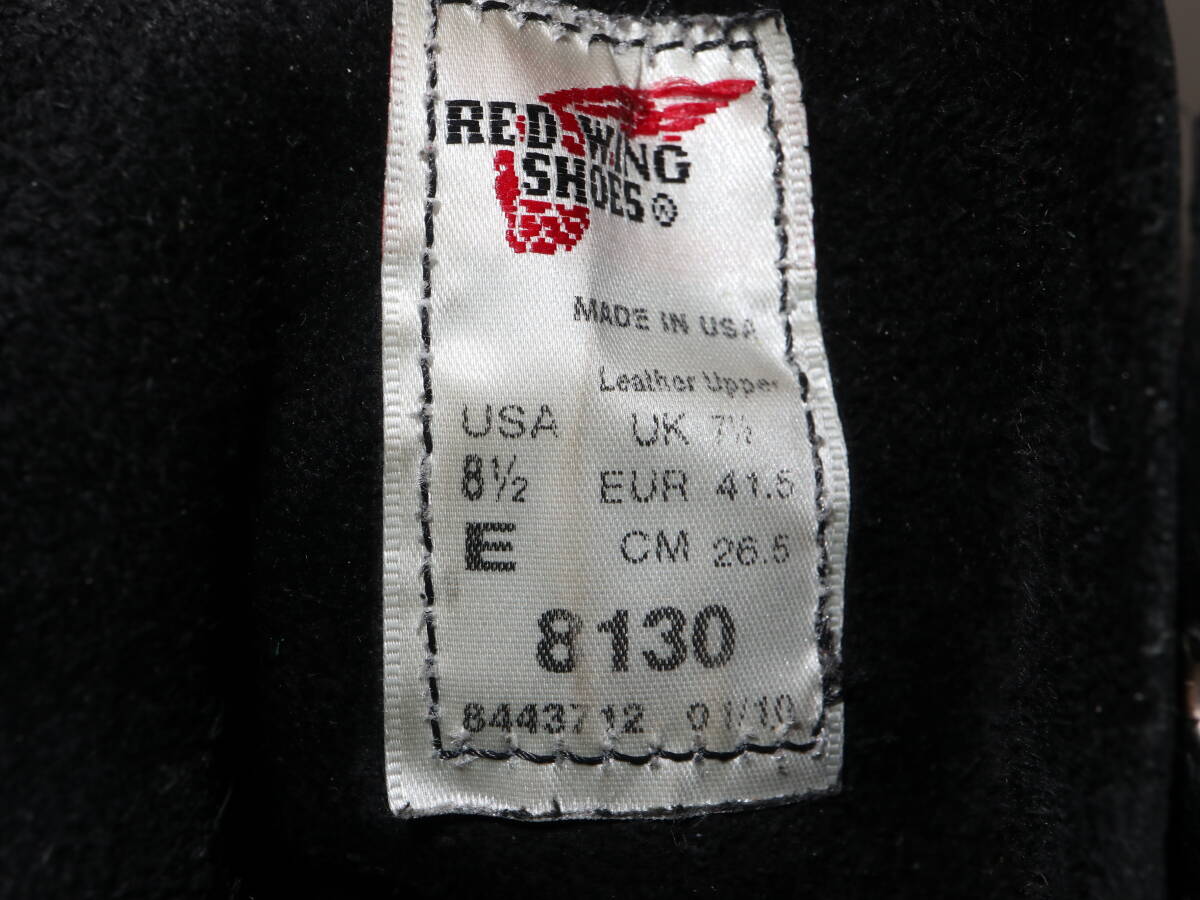 RED WING
SHOES®
MADE IN USA
Leather Upper
USA UK 7½
8½ EUR 41.5
E CM 26.5
8130
8443712 01/10